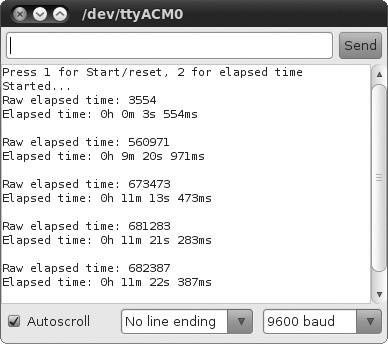 /dev/ttyACM0
Send
Press 1 for Start/reset, 2 for elapsed time
Started...
Raw elapsed time: 3554
Elapsed time: 0h 0m 3s 554ms
Raw elapsed time: 560971
Elapsed time: 0h 9m 20s 971ms
Raw elapsed time: 673473
Elapsed time: 0h 11m 13s 473ms
Raw elapsed time: 681283
Elapsed time: 0h 11m 21s 283ms
Raw elapsed time: 682387
Elapsed time: 0h 11m 22s 387ms
Autoscroll
No line ending
9600 baud